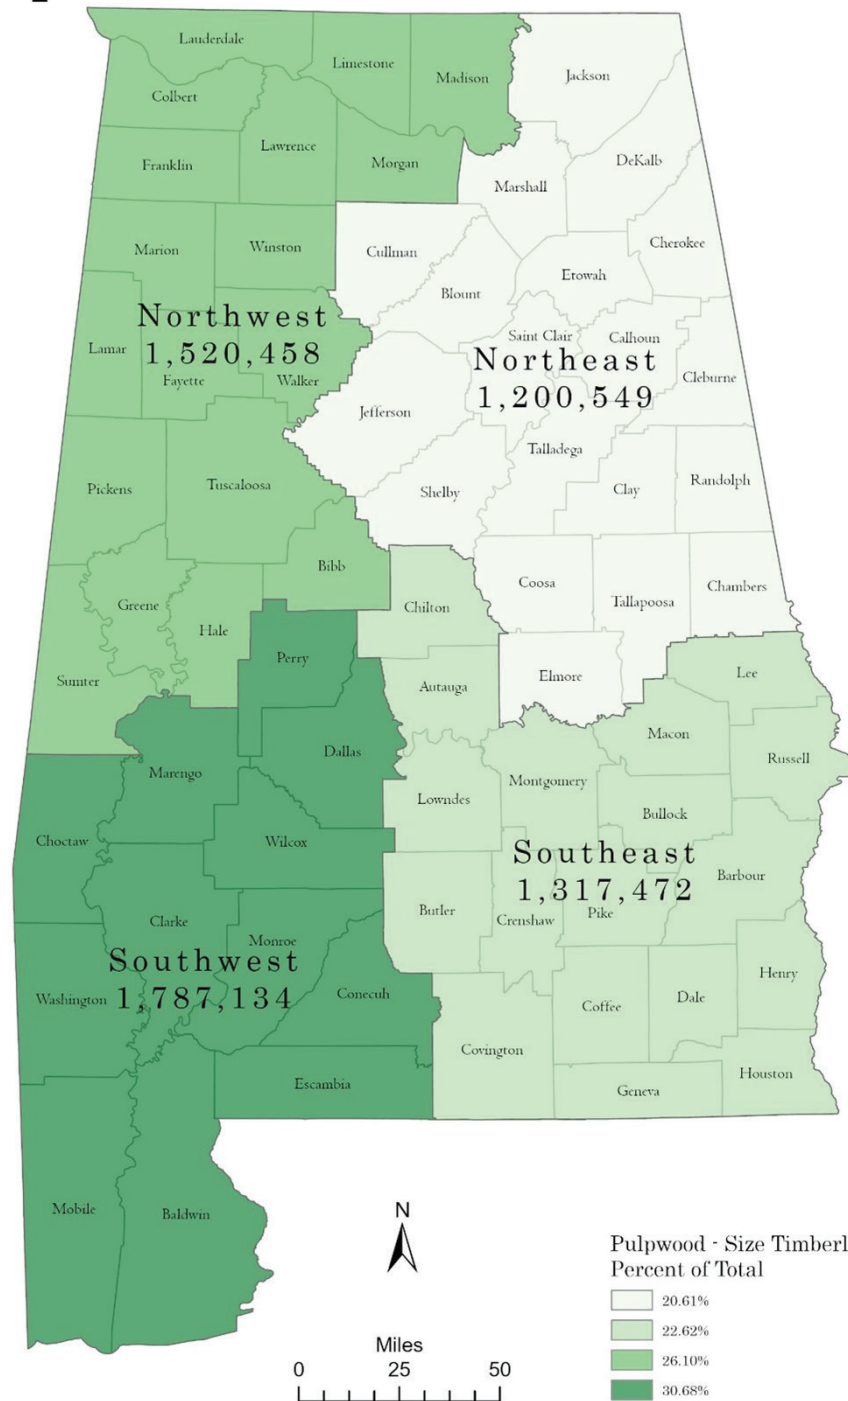 Lauderdale
Limestone
Madison
Jackson
Colbert
Lawrence
Franklin
Morgan
DeKalb
Marshall
Cherokee
Marion
Winston
Cullman
Etowah
Blount
Northwest
1,520,458
Lamar
Fayette
Walker
Saint Clair
Calhoun
Northeast
1,200,549
Cleburne
Jefferson
Talladega
Pickens
Tuscaloosa
Shelby
Clay
Randolph
Bibb
Coosa
Chambers
Greene
Chilton
Tallapoosa
Hale
Perry
Elmore
Lee
Sumter
Autauga
Macon
Dallas
Russell
Marengo
Montgomery
Lowndes
Bullock
Choctaw
Wilcox
Southeast
1,317,472
Barbour
Butler
Crenshaw
Pike
Clarke
Monroe
Southwest
1,787,134
Washington
Conecuh
Henry
Coffee
Dale
Covington
Escambia
Geneva
Houston
Mobile
Baldwin
N
Miles
0 25 50
Pulpwood - Size Timberl
Percent of Total
20.61%
22.62%
26.10%
30.68%